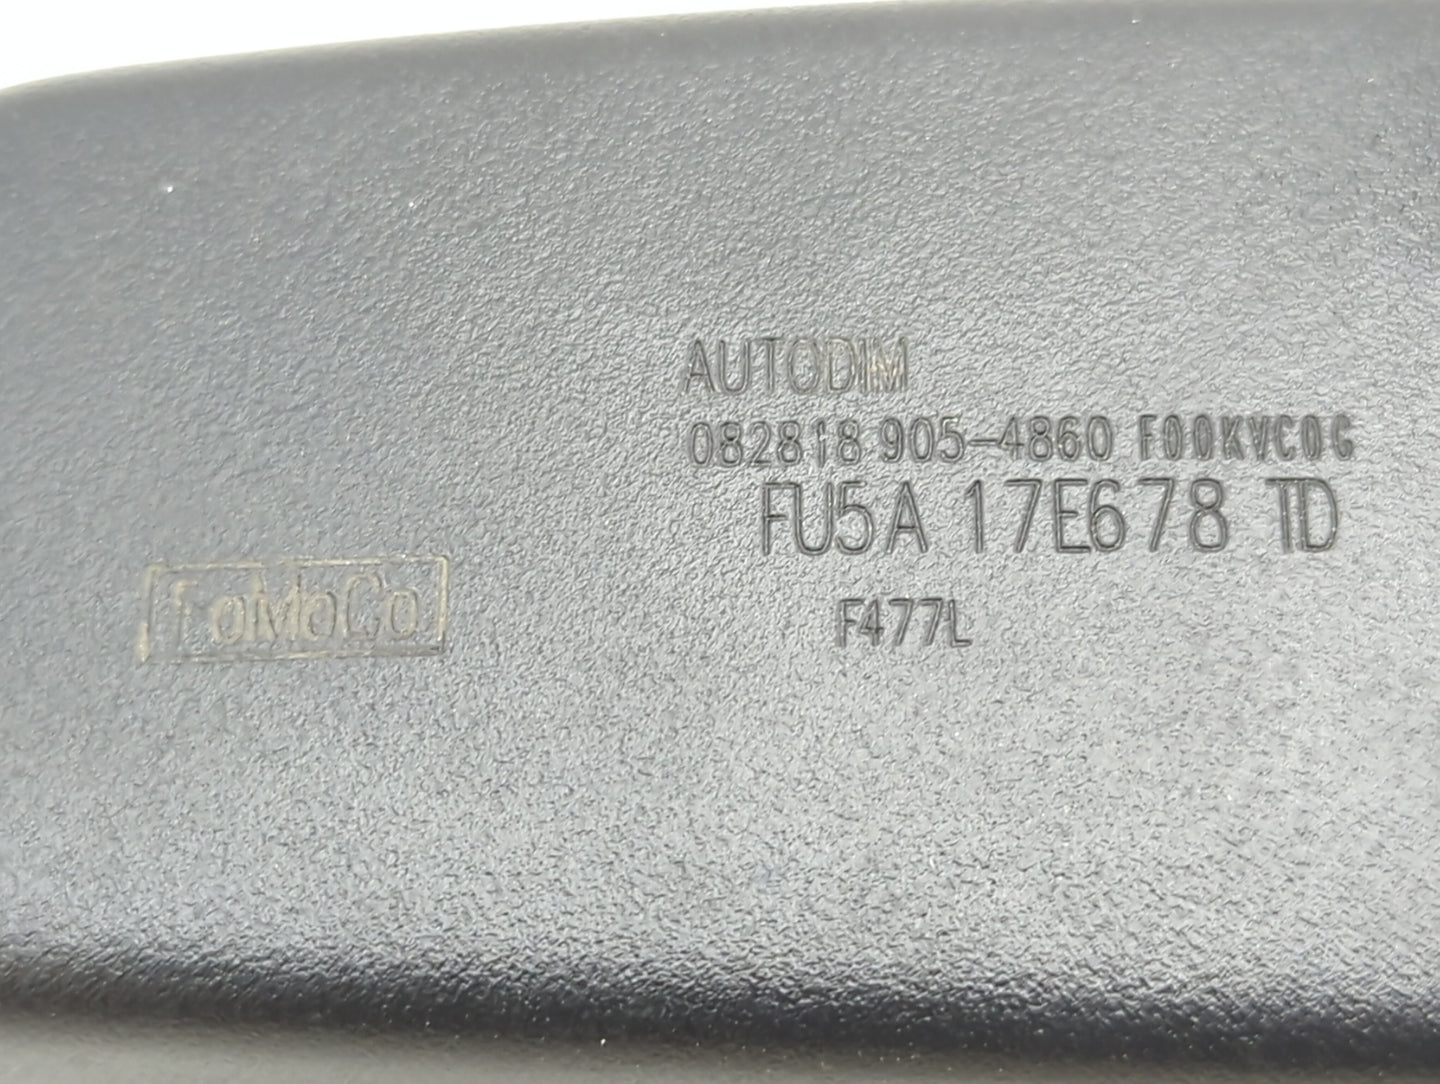 AUTODIM
082818 905-4860 F00KVC0G
FU5A 17E678 TD
FoMoCo
F477L